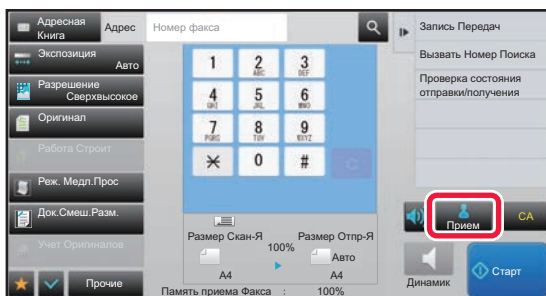 Адресная
Книга
Адрес
Номер факса
Экспозиция
Авто
Разрешение
Сверхвысокое
Оригинал
Работа Строит
Реж. Медл.Прос
Док.Смеш.Разм.
Учет Оригиналов
Прочие
1
2
ABC
3
DEF
4
GHI
5
JKL
6
MNO
7
PQRS
8
TUV
9
WXYZ
0
#
C
Размер Скан-Я
100%
Размер Отпр-Я
Авто
A4
A4
Память приема Факса : 100%
Запись Передач
Вызвать Номер Поиска
Проверка состояния
отправки/получения
Прием
CA
Динамик
Старт